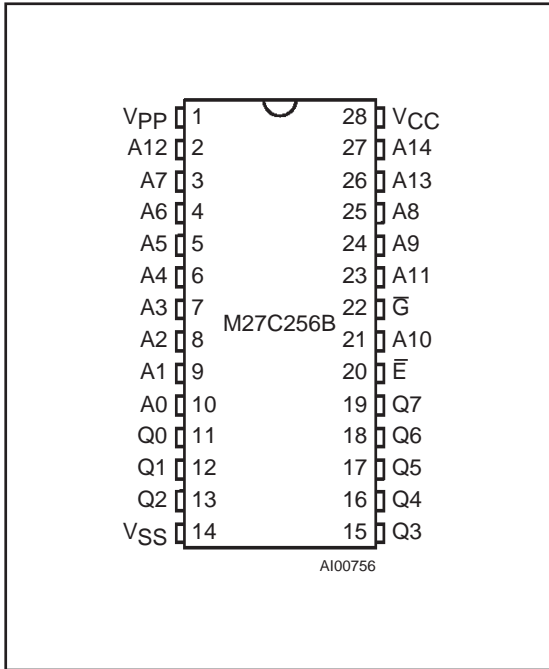 VPP 1 28 VCC
A12 2 27 A14
A7 3 26 A13
A6 4 25 A8
A5 5 24 A9
A4 6 23 A11
A3 7 22 G̅
M27C256B
A2 8 21 A10
A1 9 20 E̅
A0 10 19 Q7
Q0 11 18 Q6
Q1 12 17 Q5
Q2 13 16 Q4
VSS 14 15 Q3
AI00756